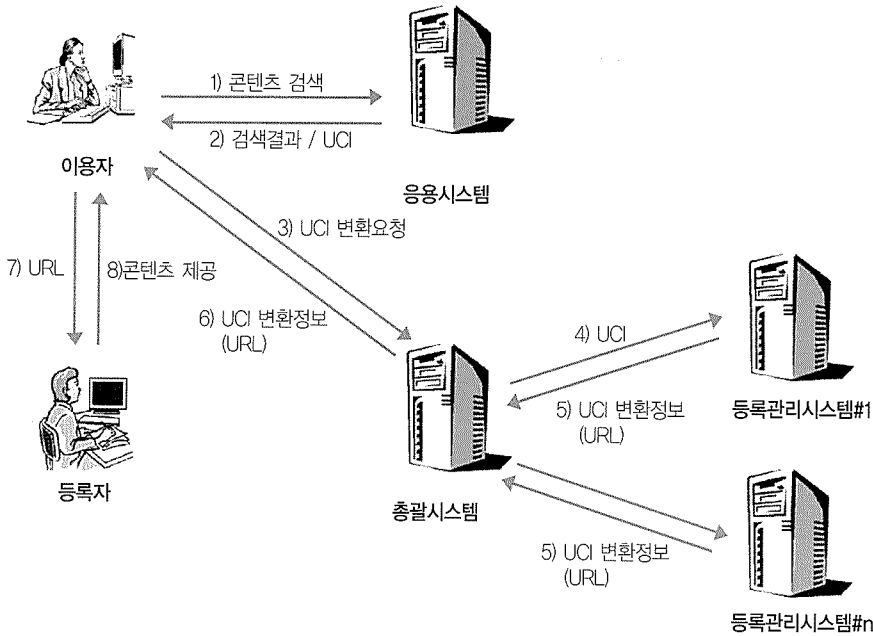 1) 콘텐츠 검색
2) 검색결과 / UCI
이용자
응용시스템
3) UCI 변환요청
7) URL
8)콘텐츠 제공
6) UCI 변환정보
(URL)
4) UCI
5) UCI 변환정보
(URL)
등록관리시스템#1
등록자
총괄시스템
5) UCI 변환정보
(URL)
등록관리시스템#n